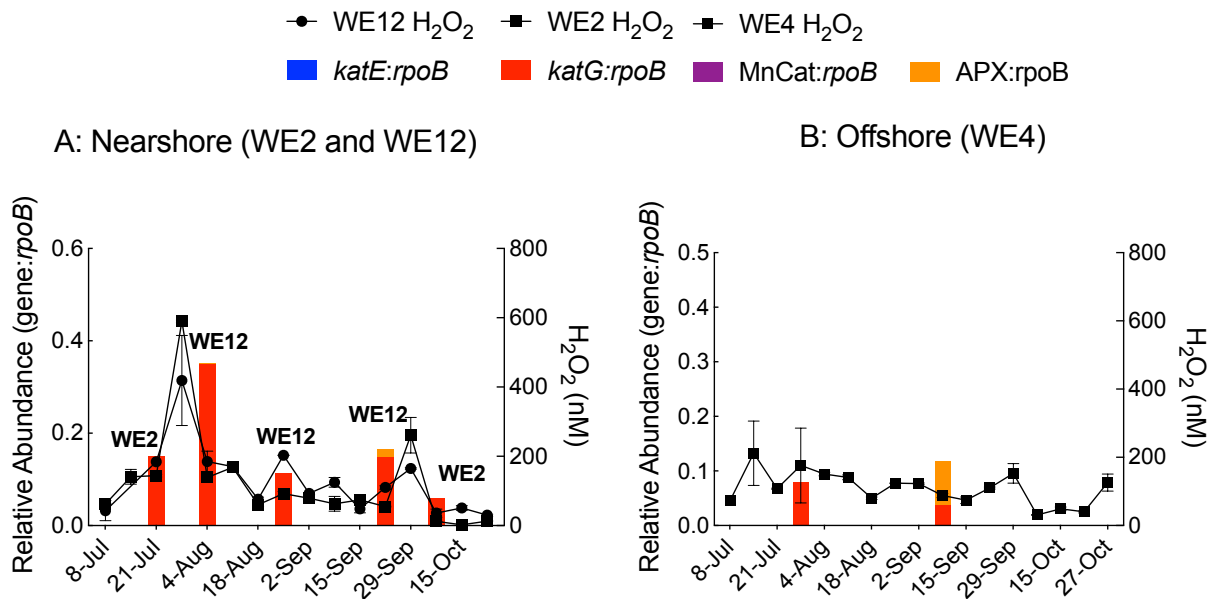 WE12 H₂O₂ WE2 H₂O₂ WE4 H₂O₂
katE:rpoB katG:rpoB MnCat:rpoB APX:rpoB
A: Nearshore (WE2 and WE12)
Relative Abundance (gene:rpoB)
0.6
0.4
0.2
0.0
WE2
WE12
WE12
WE12
WE2
800
600
400
200
0
H₂O₂ (nM)
8-Jul
21-Jul
4-Aug
18-Aug
2-Sep
15-Sep
29-Sep
15-Oct
B: Offshore (WE4)
Relative Abundance (gene:rpoB)
0.5
0.4
0.3
0.2
0.1
0.0
800
600
400
200
0
H₂O₂ (nM)
8-Jul
21-Jul
4-Aug
18-Aug
2-Sep
15-Sep
29-Sep
15-Oct
27-Oct